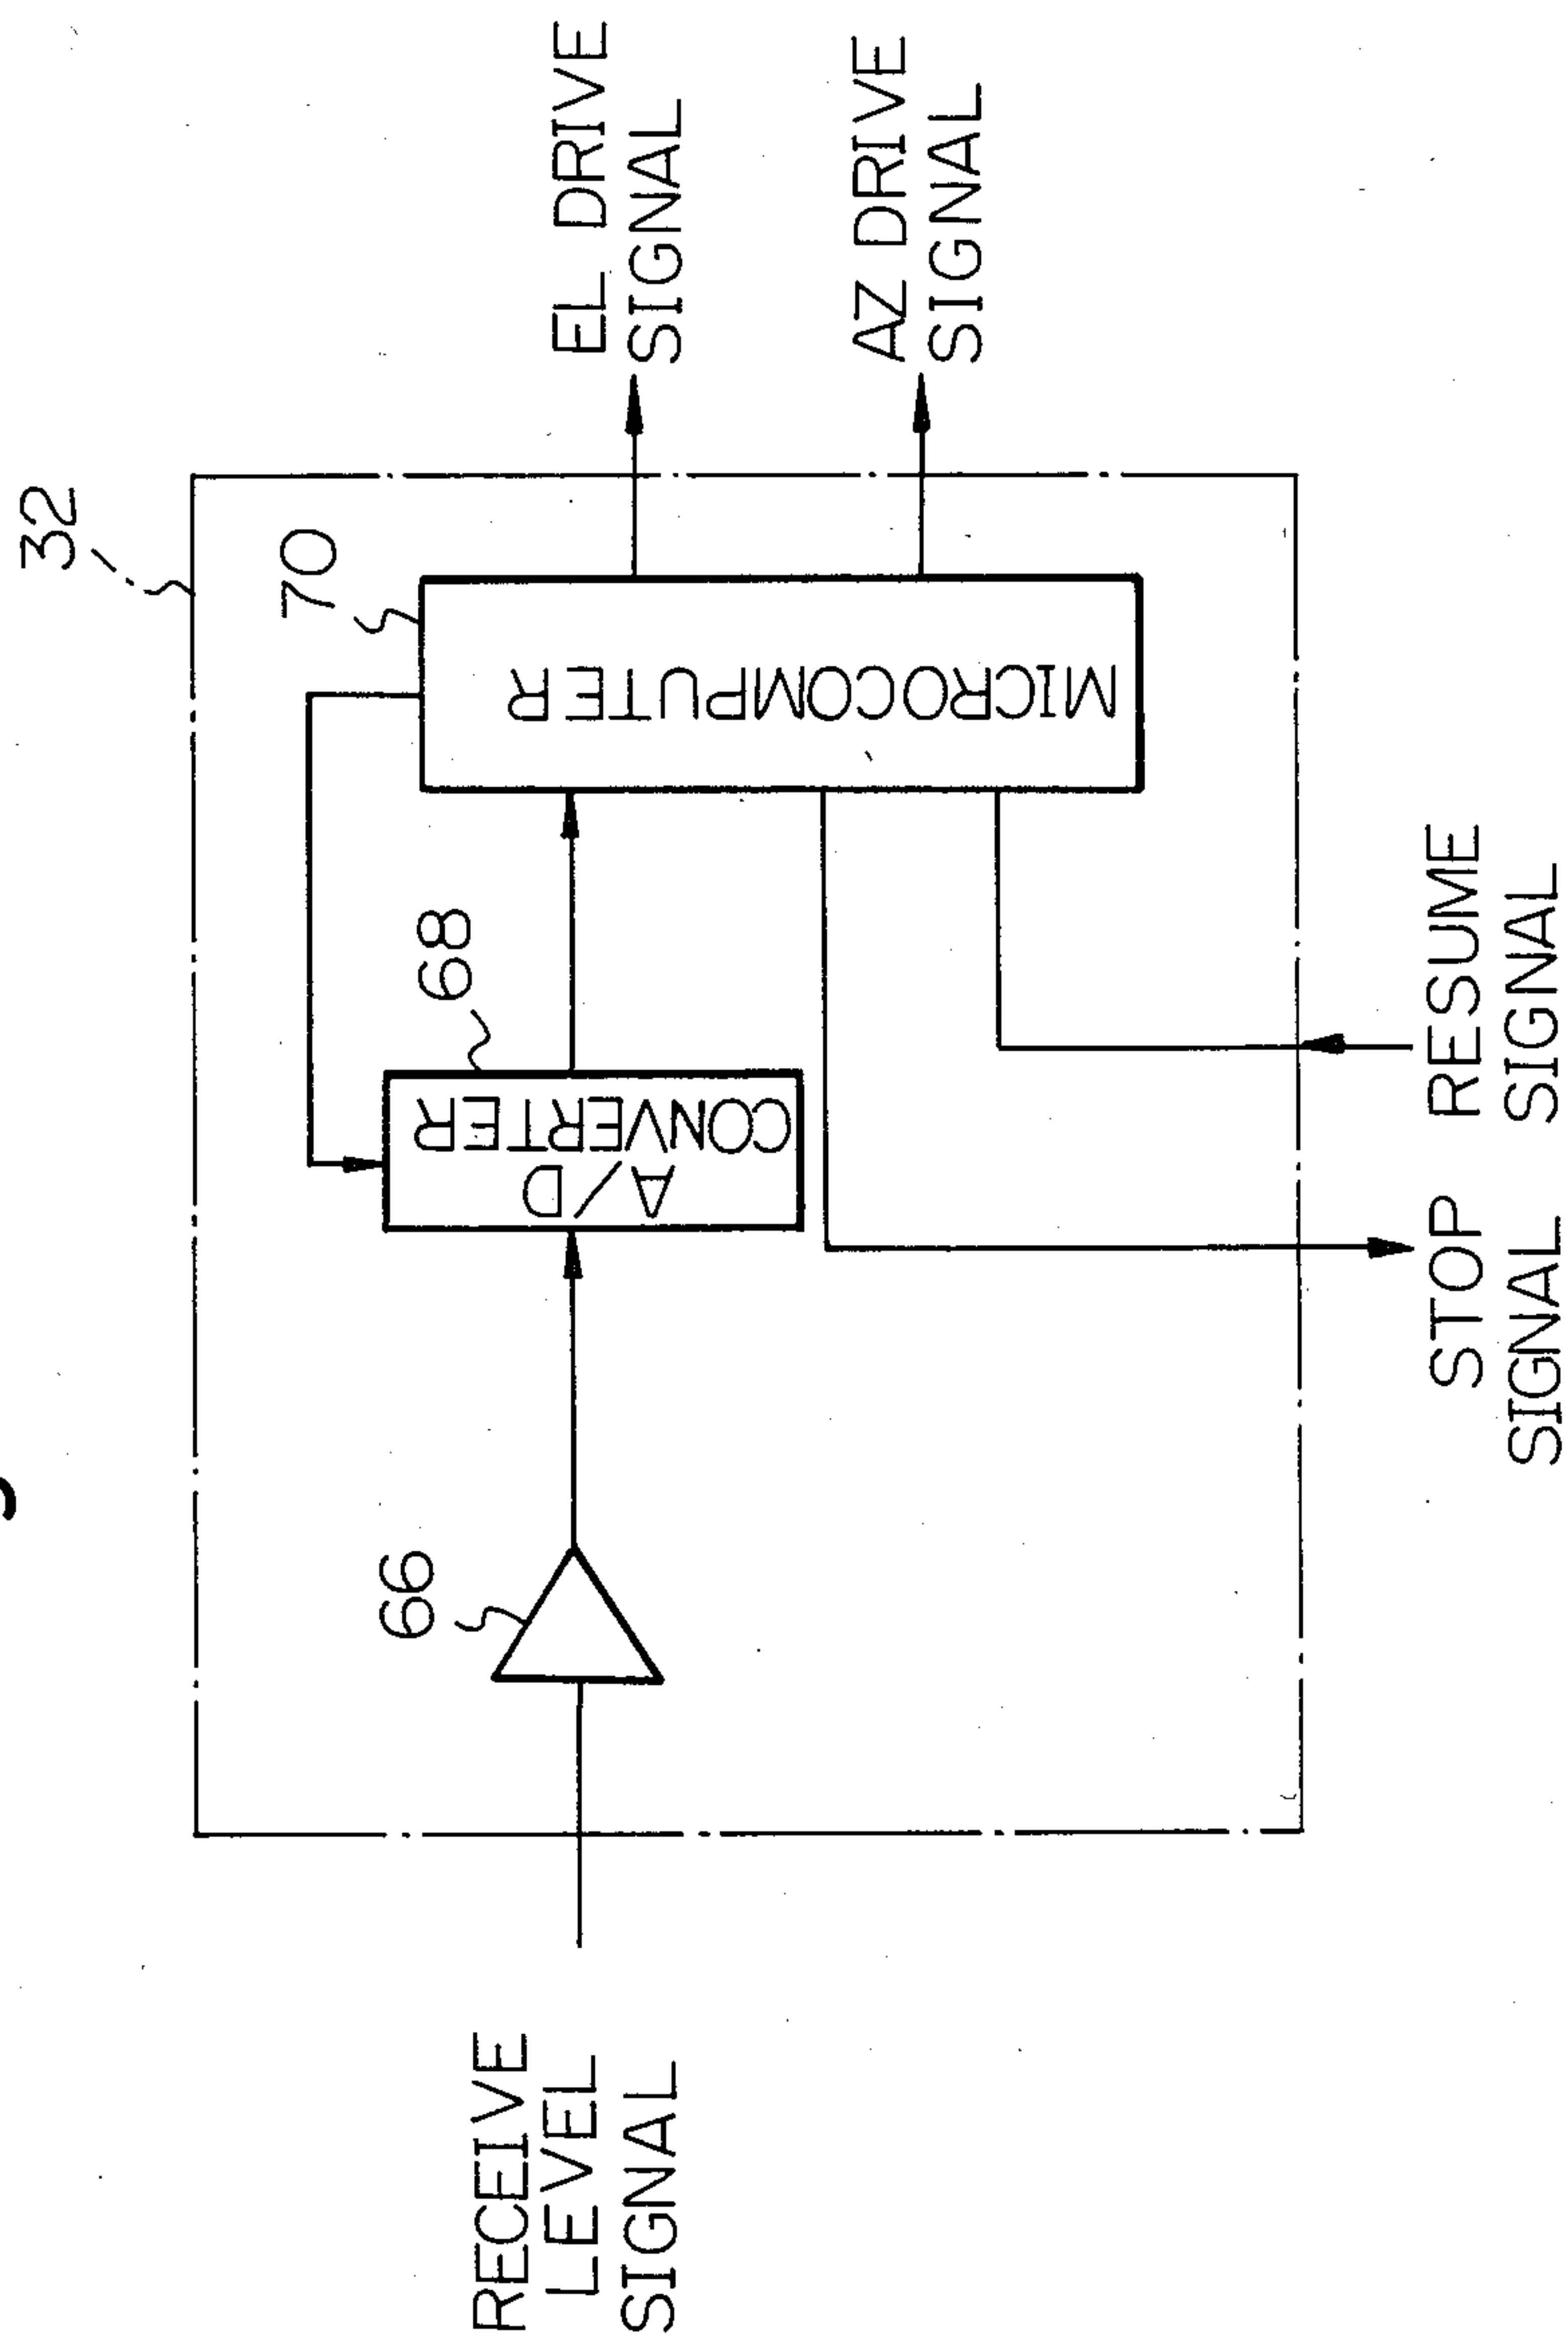 32
70
68
66
RECEIVE
LEVEL
SIGNAL
A/D
CONVERTER
MICROCOMPUTER
EL DRIVE
SIGNAL
AZ DRIVE
SIGNAL
STOP
SIGNAL
RESUME
SIGNAL